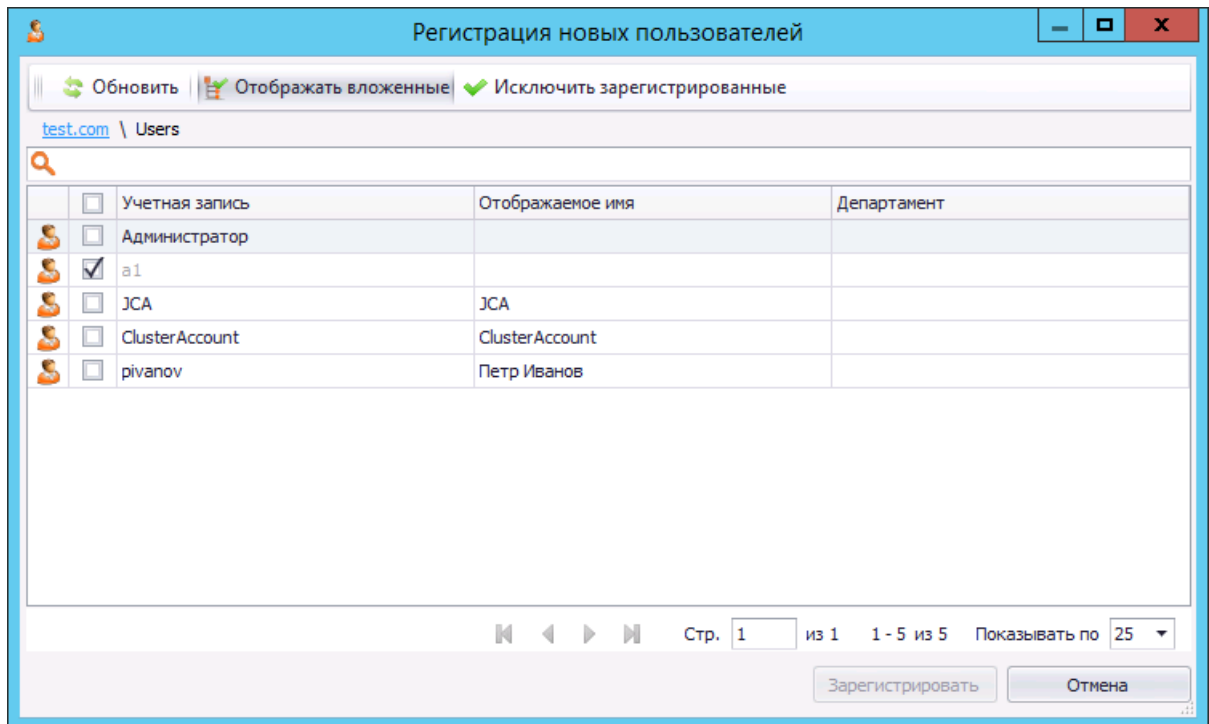 Регистрация новых пользователей
Обновить Отображать вложенные Исключить зарегистрированные
test.com \ Users
Учетная запись Отображаемое имя Департамент
Администратор
a1
JCA JCA
ClusterAccount ClusterAccount
pivanov Петр Иванов
Стр. 1 из 1 1 - 5 из 5 Показывать по 25
Зарегистрировать Отмена